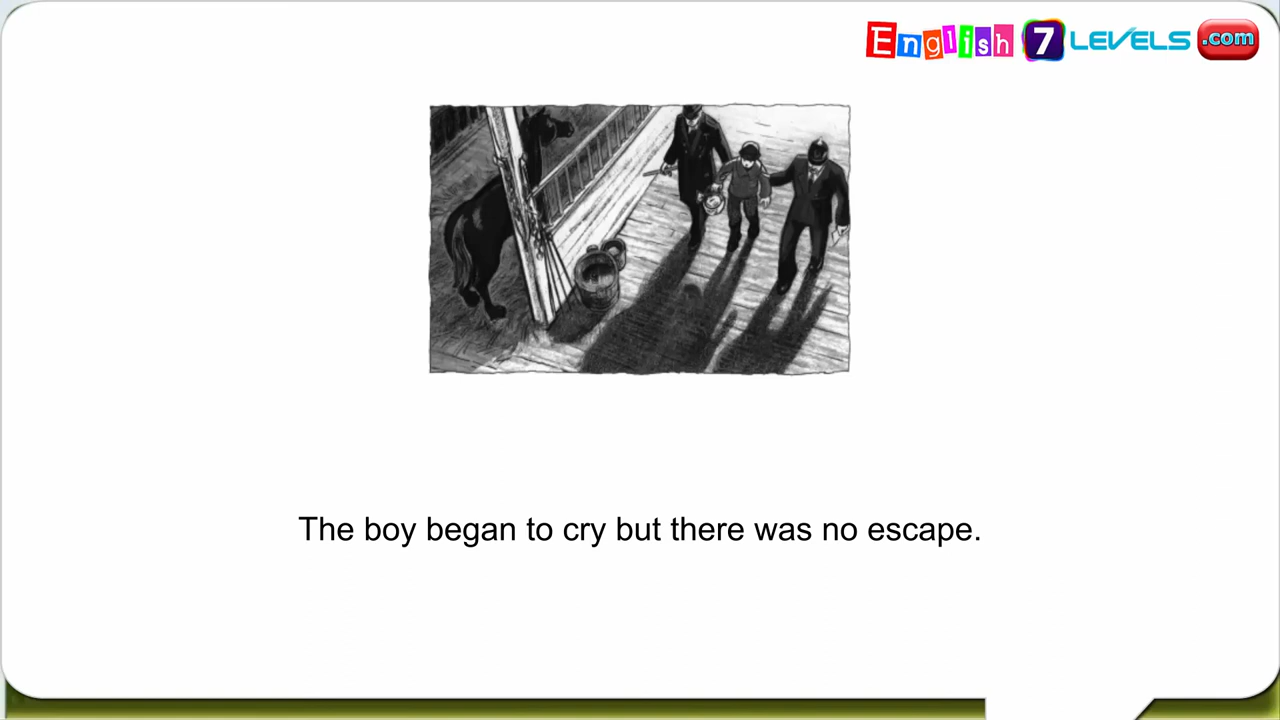 English 7 LEVELS .com
The boy began to cry but there was no escape.